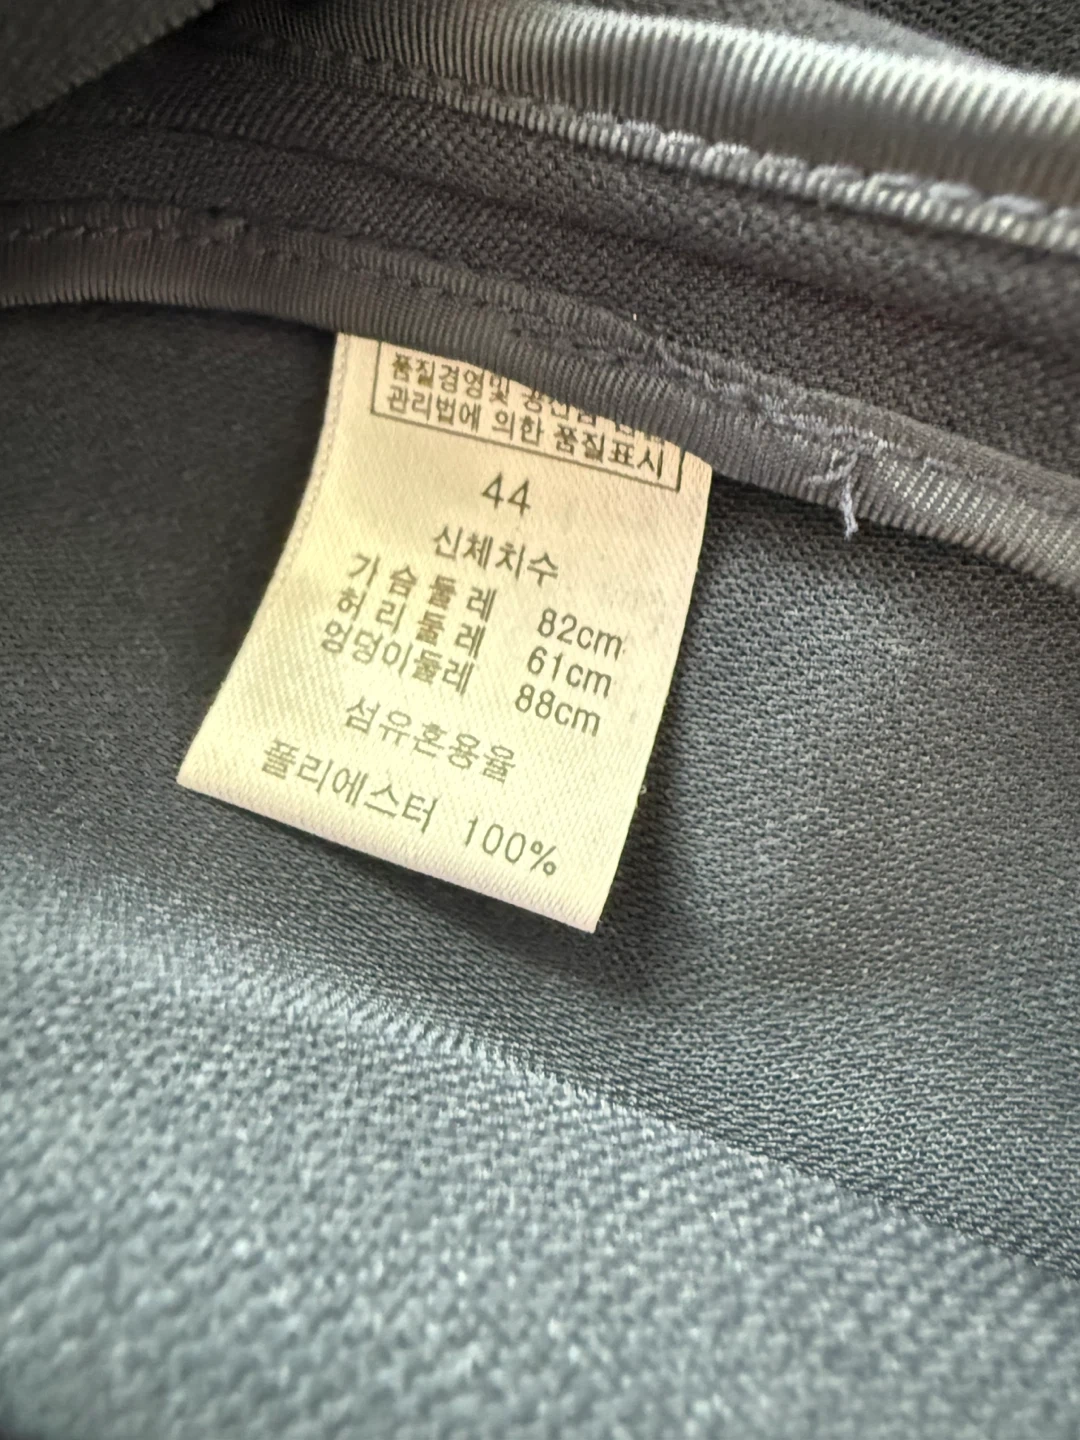 품질경영및
관리법에 의한 품질표시
44
신체치수
가슴둘레 82cm
허리둘레 61cm
엉덩이둘레 88cm
섬유혼용율
폴리에스터 100%